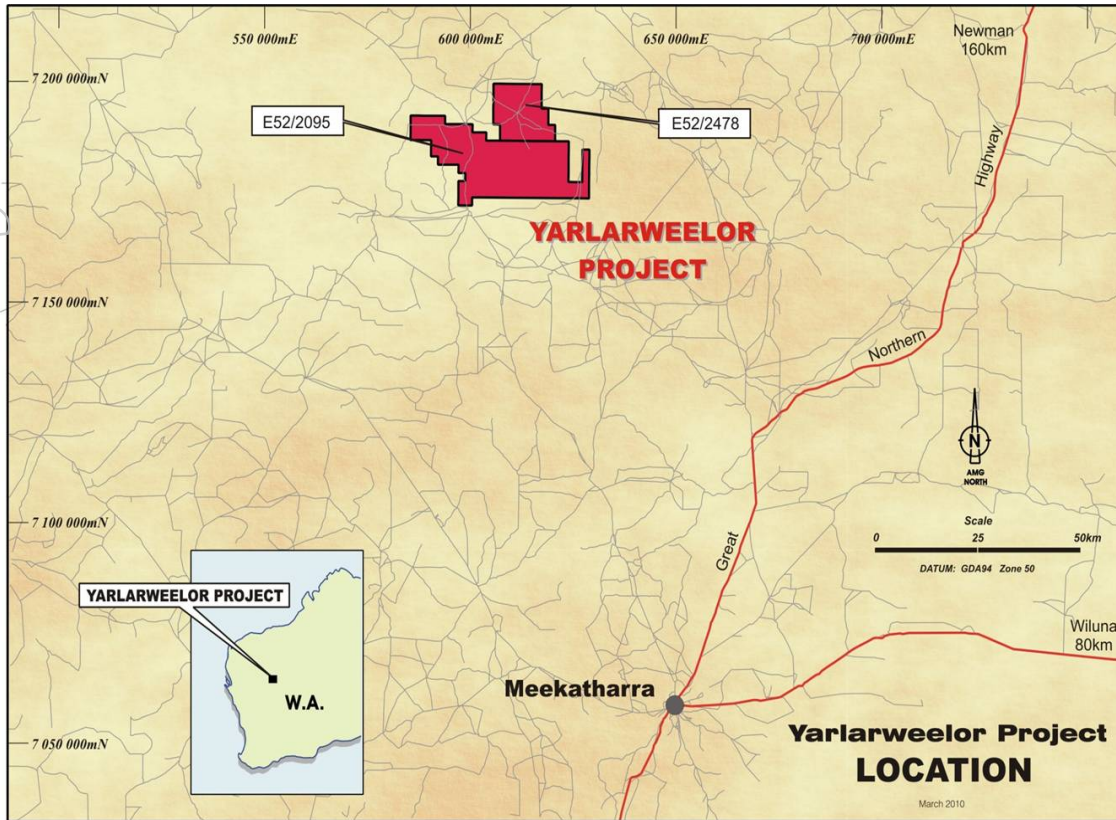 550 000mE
600 000mE
650 000mE
700 000mE
Newman
160km
7 200 000mN
E52/2095
E52/2478
Highway
YARLARWEELOR
PROJECT
7 150 000mN
Northern
N
AMG
NORTH
7 100 000mN
Scale
0 25 50km
DATUM: GDA94 Zone 50
Great
YARLARWEELOR PROJECT
W.A.
Wiluna
80km
Meekatharra
7 050 000mN
Yarlarweelor Project
LOCATION
March 2010